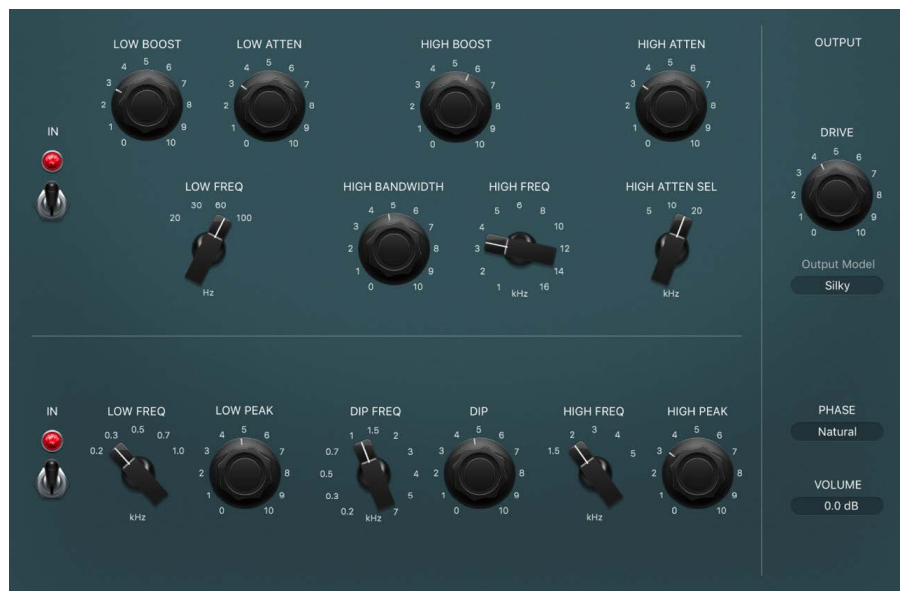 LOW BOOST
0 1 2 3 4 5 6 7 8 9 10
LOW ATTEN
0 1 2 3 4 5 6 7 8 9 10
HIGH BOOST
0 1 2 3 4 5 6 7 8 9 10
HIGH ATTEN
0 1 2 3 4 5 6 7 8 9 10
OUTPUT
IN
DRIVE
0 1 2 3 4 5 6 7 8 9 10
LOW FREQ
20 30 60 100
Hz
HIGH BANDWIDTH
0 1 2 3 4 5 6 7 8 9 10
HIGH FREQ
1 2 3 5 6 8 10 12 14 16
kHz
HIGH ATTEN SEL
5 10 20
kHz
Output Model
Silky
IN
LOW FREQ
0.2 0.3 0.5 0.7 1.0
kHz
LOW PEAK
0 1 2 3 4 5 6 7 8 9 10
DIP FREQ
0.2 0.3 0.5 0.7 1 1.5 2 3 4 5 7
kHz
DIP
0 1 2 3 4 5 6 7 8 9 10
HIGH FREQ
1.5 2 3 4 5
kHz
HIGH PEAK
0 1 2 3 4 5 6 7 8 9 10
PHASE
Natural
VOLUME
0.0 dB